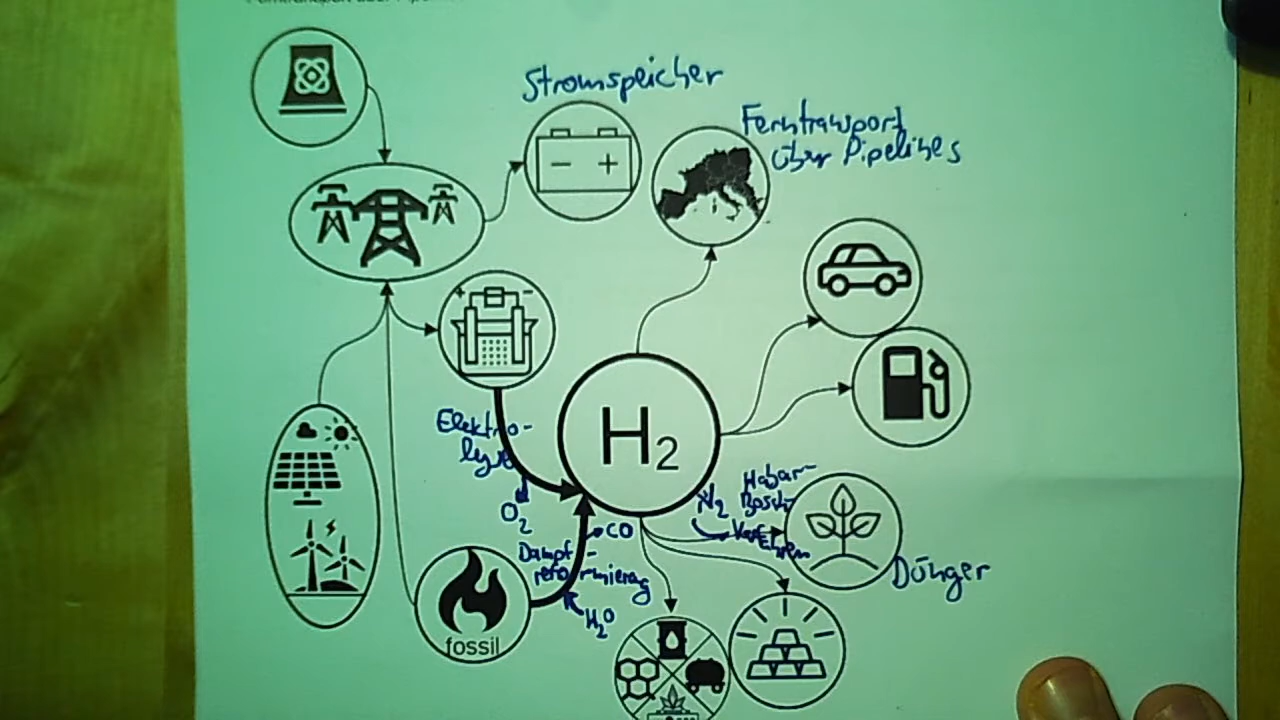 Stromspeicher
Ferntransport
über Pipelines
− +
+ −
H₂
Elektro-
lyse
O₂
CO
N₂
Haber-
Bosch-
Verfahren
Dünger
Dampf-
reformierung
H₂O
fossil